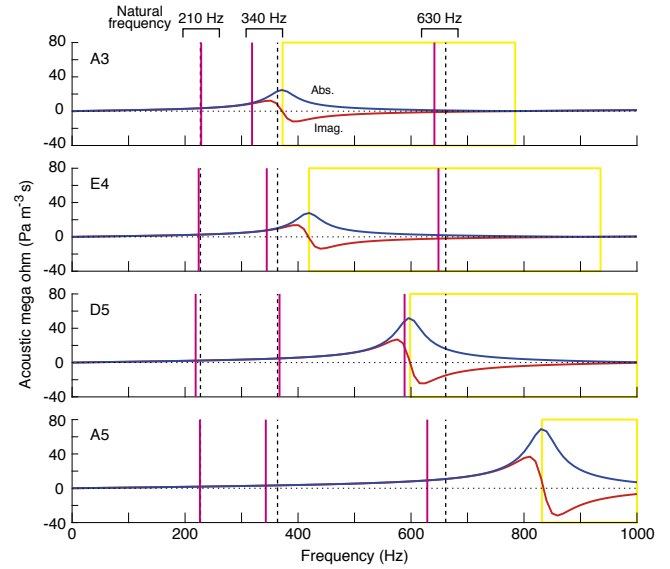 Natural
frequency
210 Hz 340 Hz 630 Hz
80
40
0
-40
A3
Abs.
Imag.
80
40
0
-40
E4
80
40
0
-40
D5
80
40
0
-40
A5
Acoustic mega ohm (Pa m⁻³ s)
0 200 400 600 800 1000
Frequency (Hz)